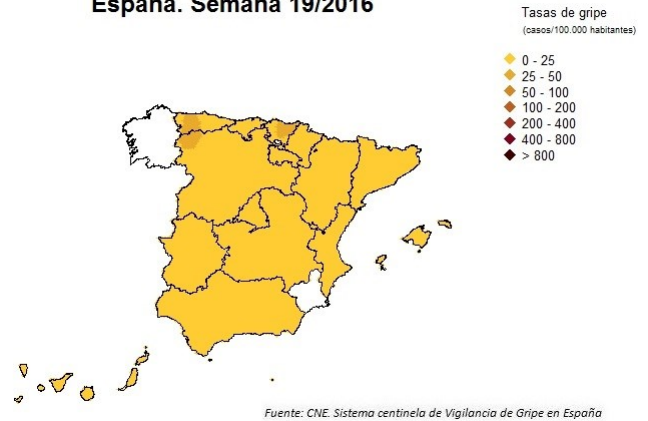 España. Semana 19/2016
Tasas de gripe
(casos/100.000 habitantes)
0 - 25
25 - 50
50 - 100
100 - 200
200 - 400
400 - 800
> 800
Fuente: CNE. Sistema centinela de Vigilancia de Gripe en España